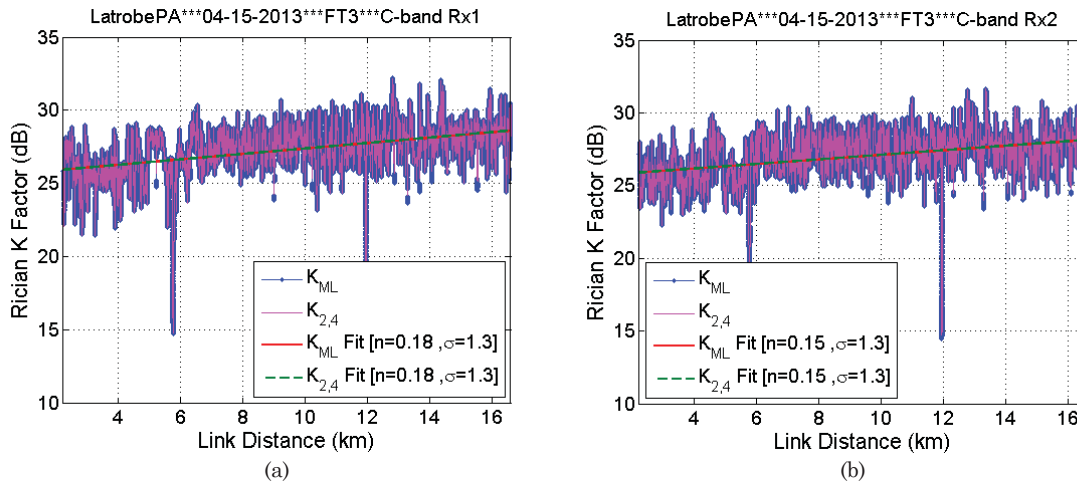 LatrobePA***04-15-2013***FT3***C-band Rx1
Rician K Factor (dB)
35
30
25
20
15
10
K_ML
K_2,4
K_ML Fit [n=0.18 ,σ=1.3]
K_2,4 Fit [n=0.18 ,σ=1.3]
4 6 8 10 12 14 16
Link Distance (km)
(a)
LatrobePA***04-15-2013***FT3***C-band Rx2
Rician K Factor (dB)
35
30
25
20
15
10
K_ML
K_2,4
K_ML Fit [n=0.15 ,σ=1.3]
K_2,4 Fit [n=0.15 ,σ=1.3]
4 6 8 10 12 14 16
Link Distance (km)
(b)